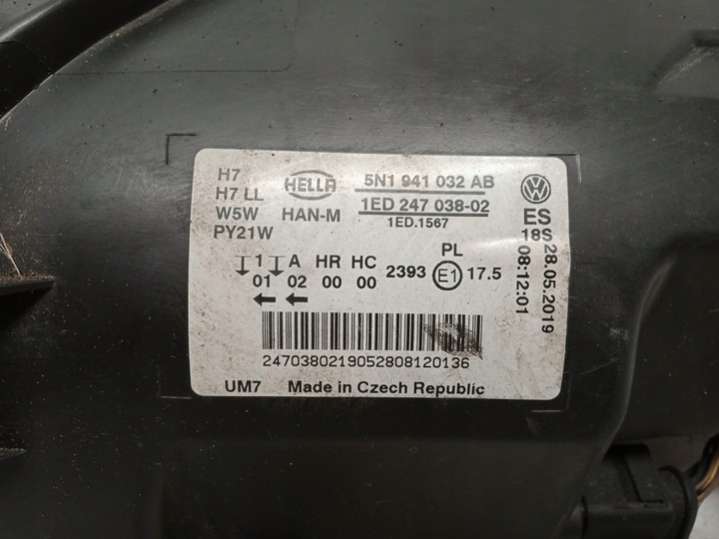 H7
H7 LL
W5W
PY21W
HELLA
HAN-M
5N1 941 032 AB
1ED 247 038-02
1ED.1567
ES
18S
28.05.2019
08:12:01
1 A HR HC
01 02 00 00
2393
PL
E1
17.5
2470380219052808120136
UM7 Made in Czech Republic